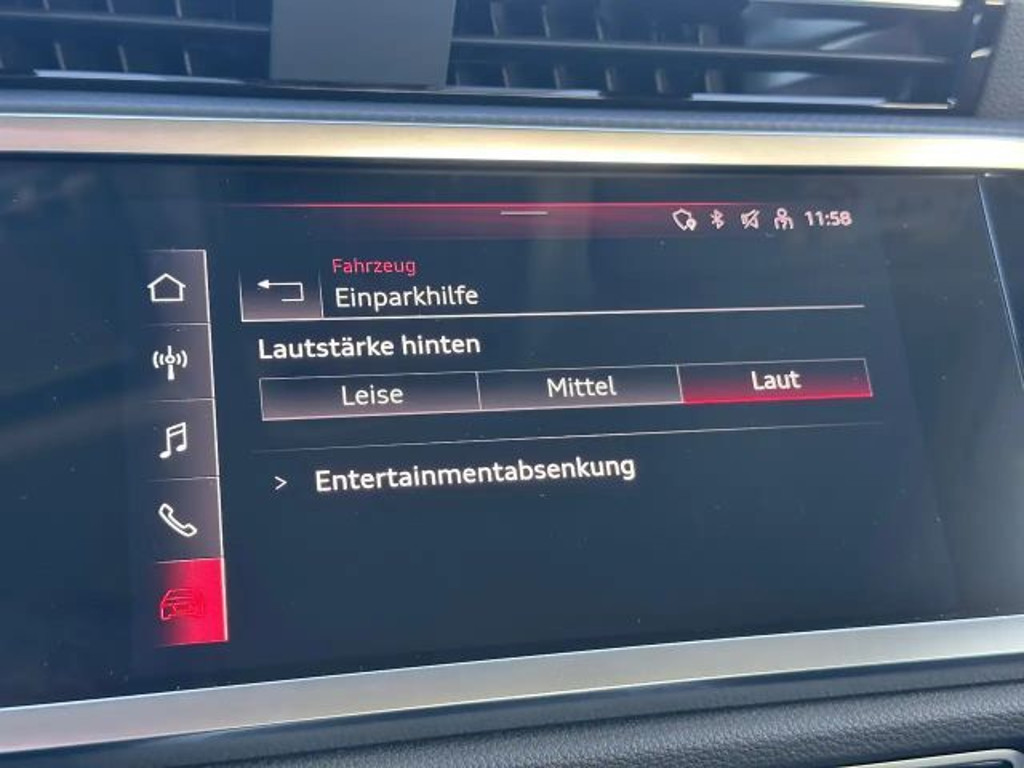 11:58
Fahrzeug
Einparkhilfe
Lautstärke hinten
Leise Mittel Laut
> Entertainmentabsenkung